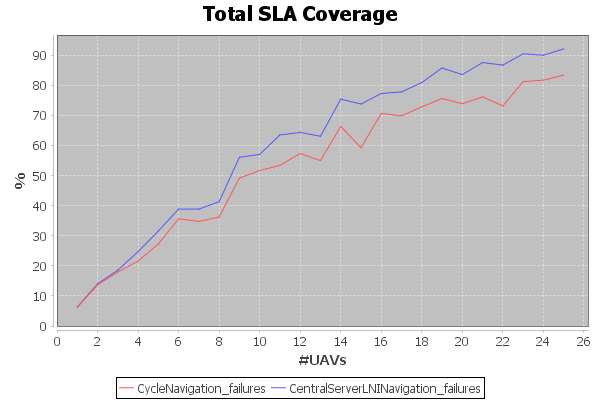 Total SLA Coverage
%
90
80
70
60
50
40
30
20
10
0
0 2 4 6 8 10 12 14 16 18 20 22 24 26
#UAVs
CycleNavigation_failures CentralServerLNINavigation_failures